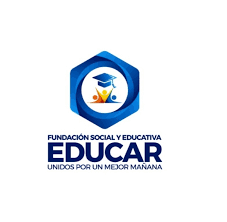 FUNDACIÓN SOCIAL Y EDUCATIVA
EDUCAR
UNIDOS POR UN MEJOR MAÑANA